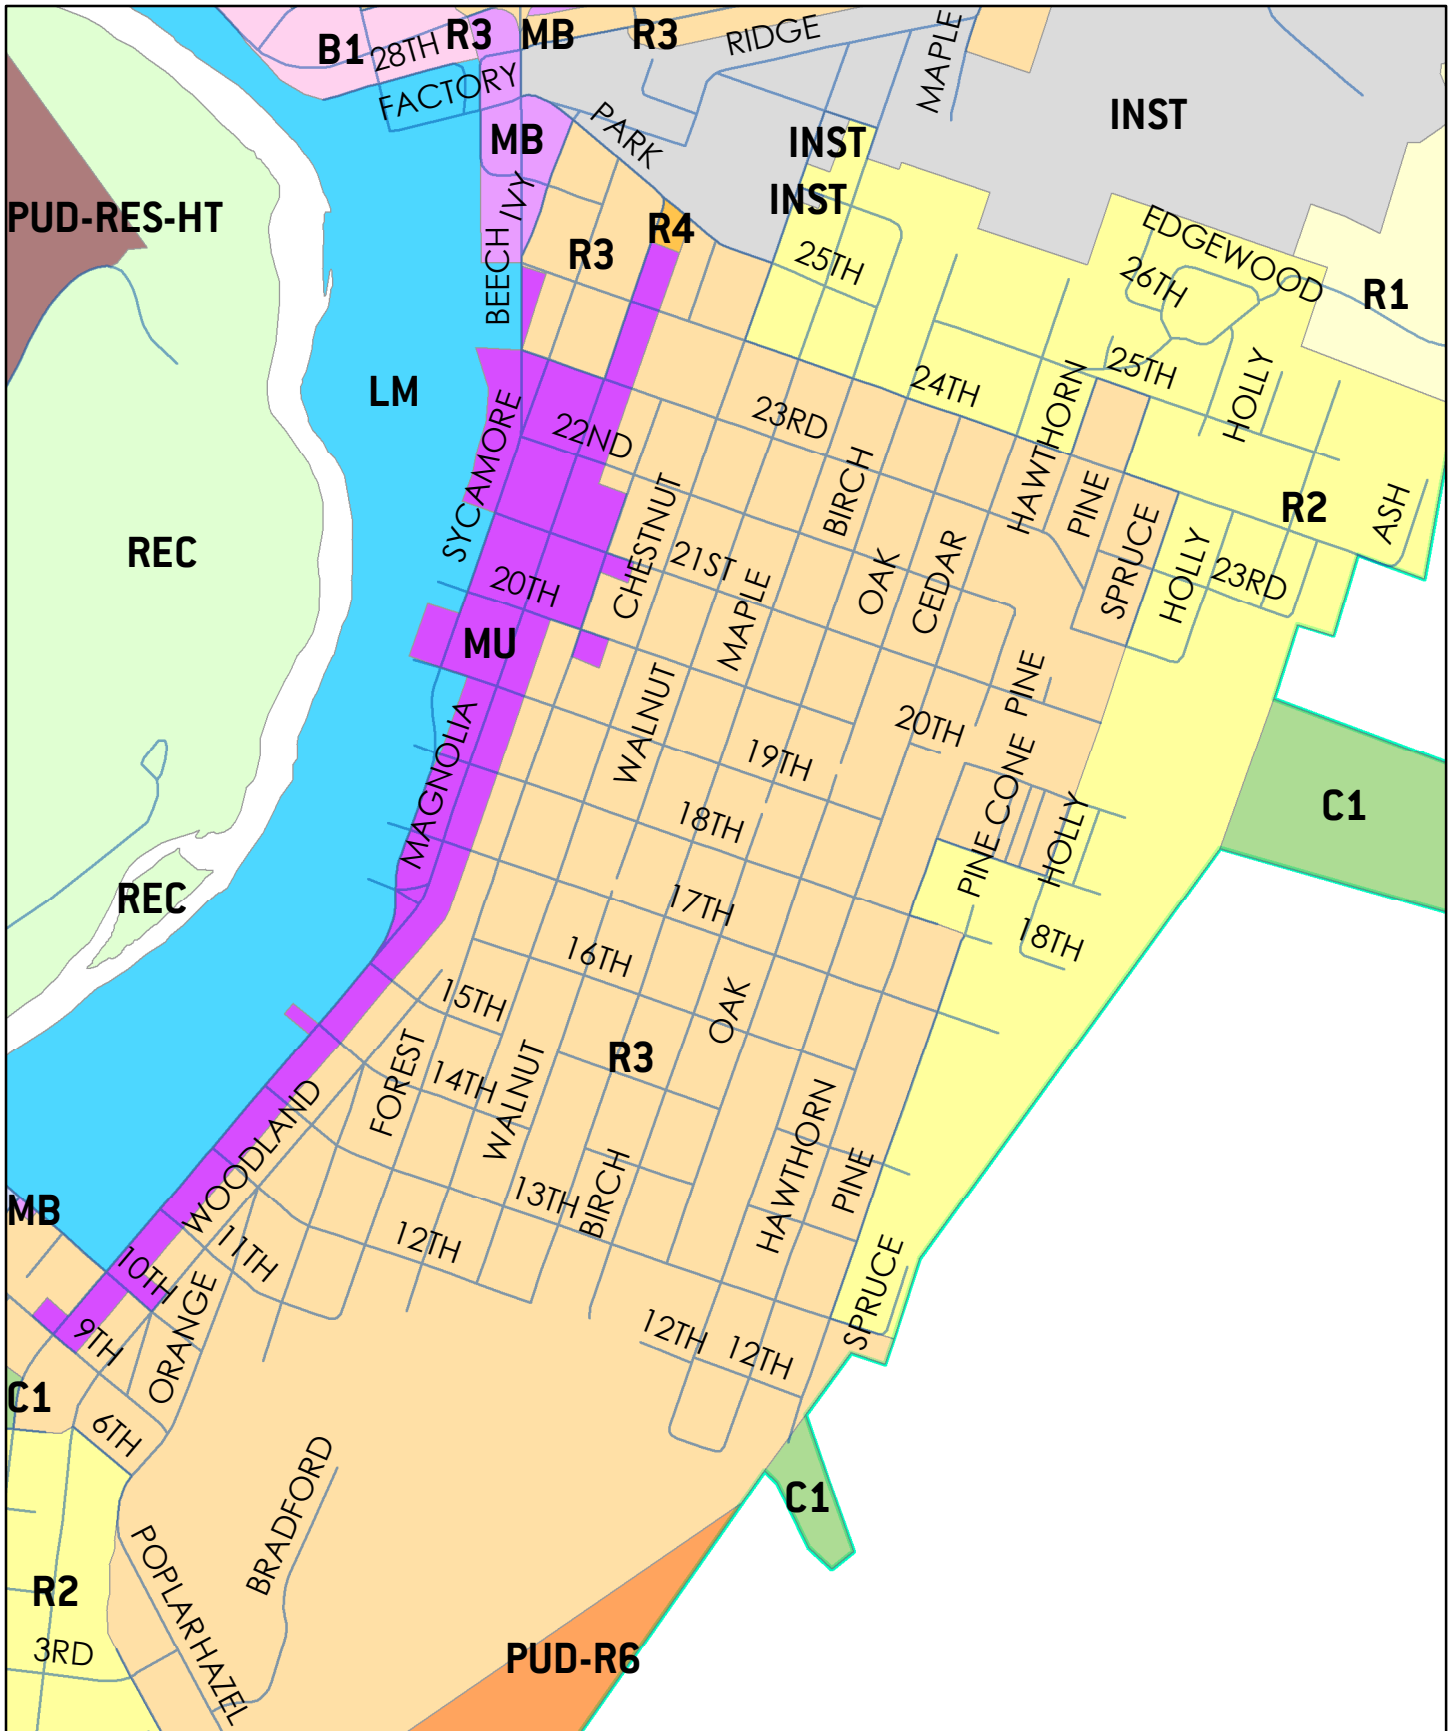 B1
28TH
R3
MB
R3
RIDGE
MAPLE
FACTORY
MB
PARK
INST
INST
INST
PUD-RES-HT
IVY
BEECH
R3
R4
25TH
EDGEWOOD
26TH
R1
LM
SYCAMORE
22ND
23RD
24TH
HAWTHORN
25TH
HOLLY
BIRCH
PINE
R2
ASH
REC
20TH
CHESTNUT
21ST
MAPLE
OAK
CEDAR
SPRUCE
HOLLY
23RD
MU
WALNUT
PINE
20TH
19TH
MAGNOLIA
18TH
PINE CONE
HOLLY
C1
REC
17TH
18TH
16TH
15TH
OAK
R3
FOREST
14TH
WALNUT
WOODLAND
HAWTHORN
PINE
MB
13TH
BIRCH
12TH
11TH
10TH
ORANGE
9TH
SPRUCE
12TH
12TH
C1
6TH
BRADFORD
C1
POPLAR
HAZEL
R2
3RD
PUD-R6